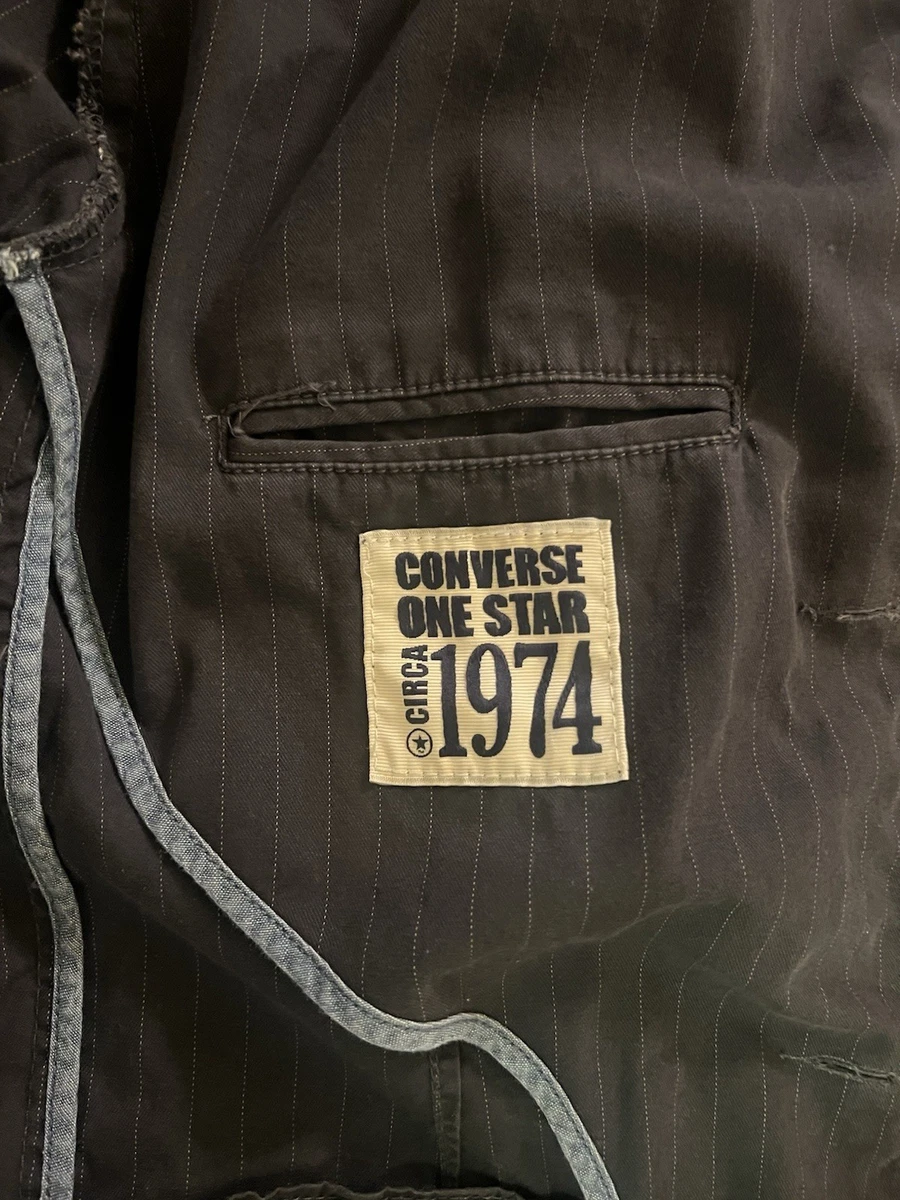 CONVERSE
ONE STAR
CIRCA
1974